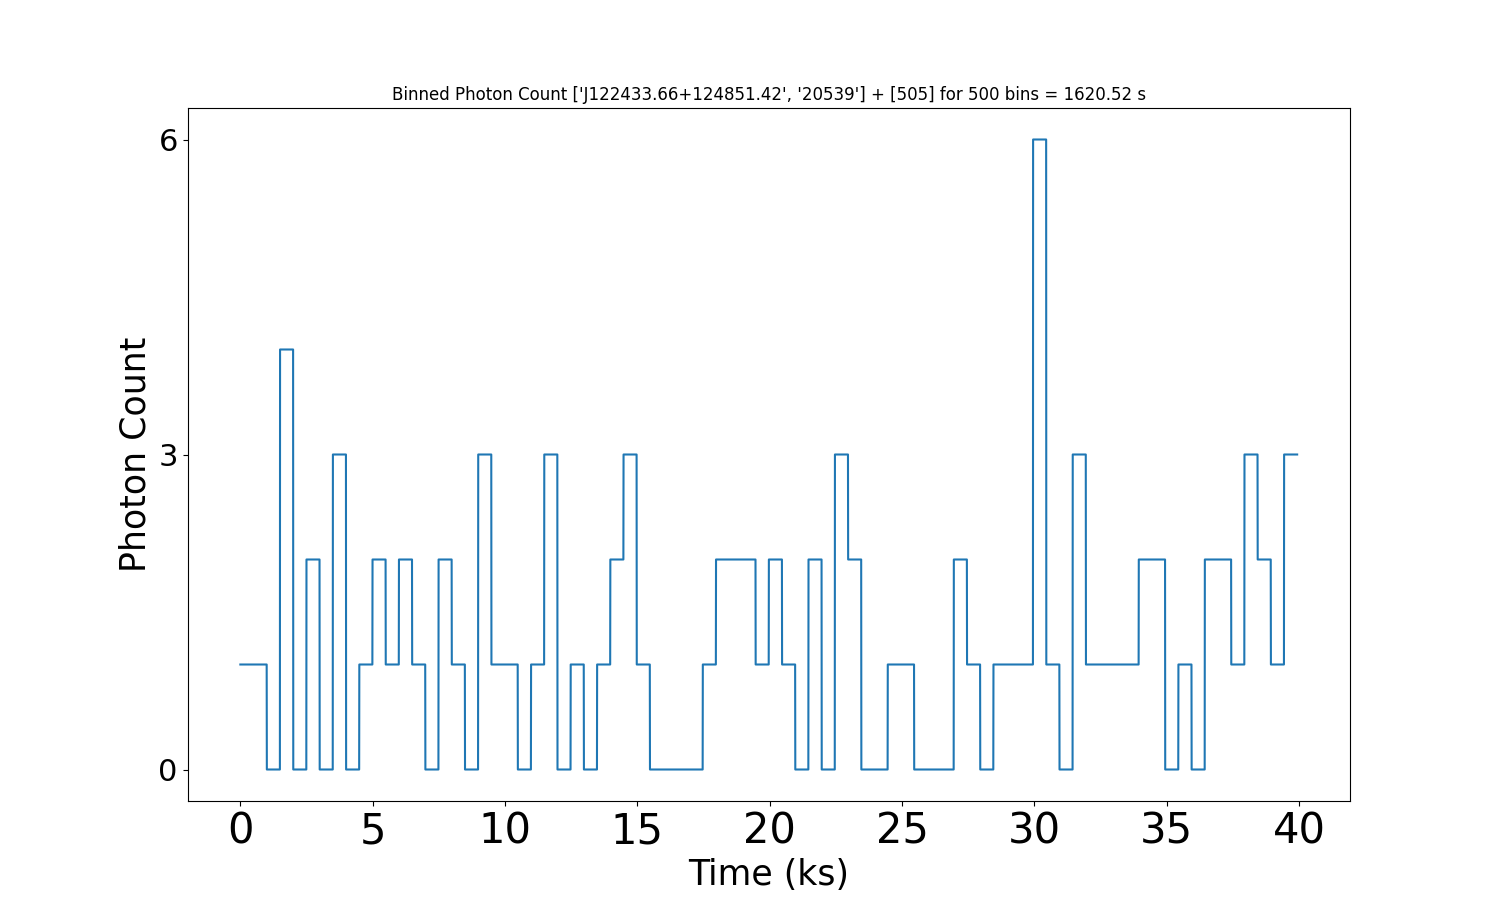 Binned Photon Count ['J122433.66+124851.42', '20539'] + [505] for 500 bins = 1620.52 s
6
3
0
Photon Count
0 5 10 15 20 25 30 35 40
Time (ks)